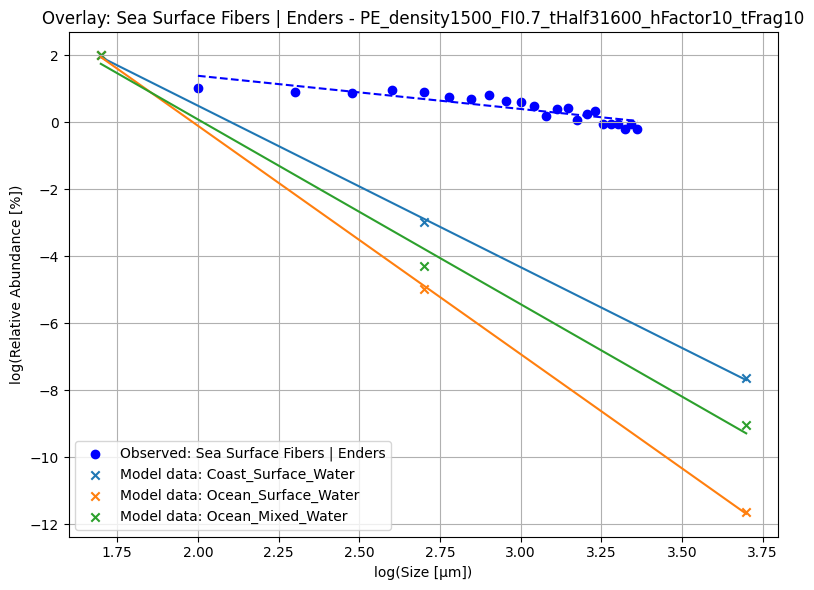 Overlay: Sea Surface Fibers | Enders - PE_density1500_FI0.7_tHalf31600_hFactor10_tFrag10
log(Relative Abundance [%])
2
0
−2
−4
−6
−8
−10
−12
Observed: Sea Surface Fibers | Enders
Model data: Coast_Surface_Water
Model data: Ocean_Surface_Water
Model data: Ocean_Mixed_Water
1.75 2.00 2.25 2.50 2.75 3.00 3.25 3.50 3.75
log(Size [μm])